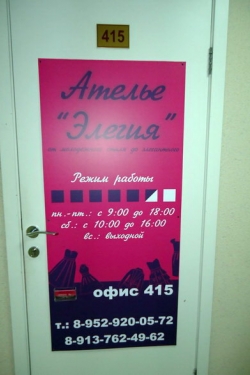 415
Ателье
"Элегия"
Режим работы
пн.-пт.: с 9:00 до 18:00
сб.: с 10:00 до 16:00
вс.: выходной
офис 415
т.: 8-952-920-05-72
8-913-762-49-62